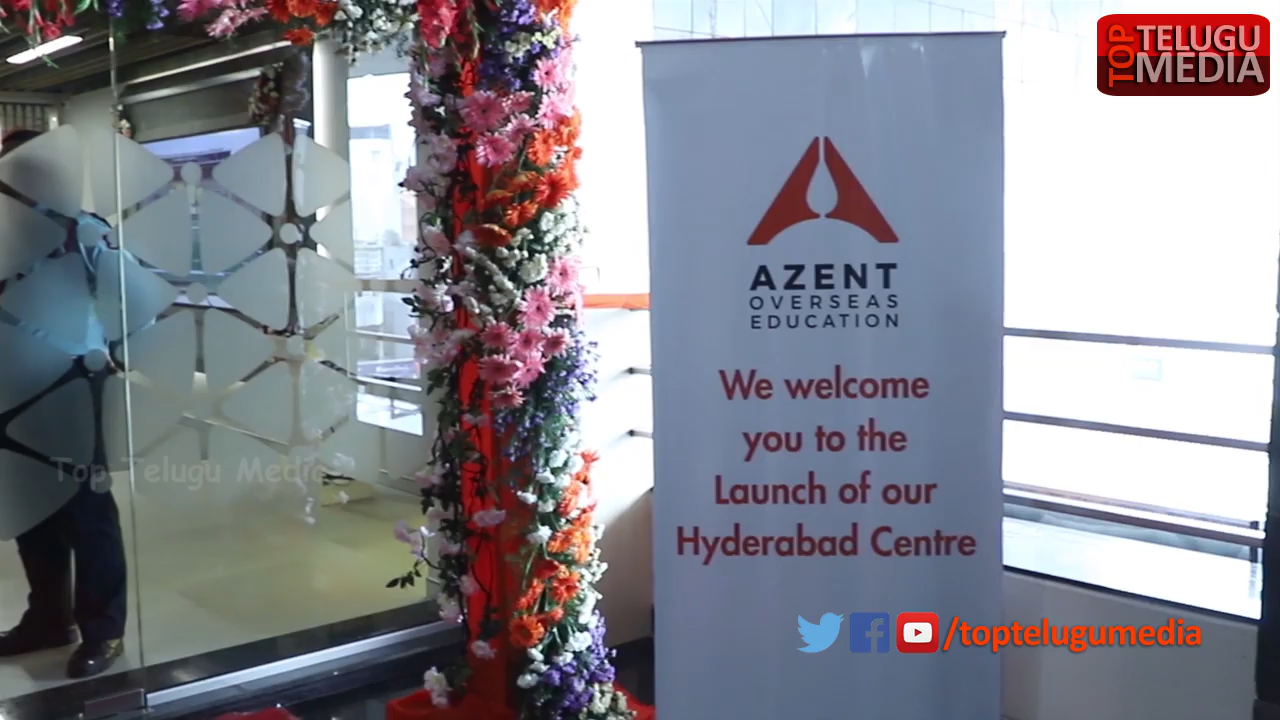 TOP
TELUGU
MEDIA
AZENT
OVERSEAS
EDUCATION
We welcome
you to the
Launch of our
Hyderabad Centre
Top Telugu Media
/toptelugumedia